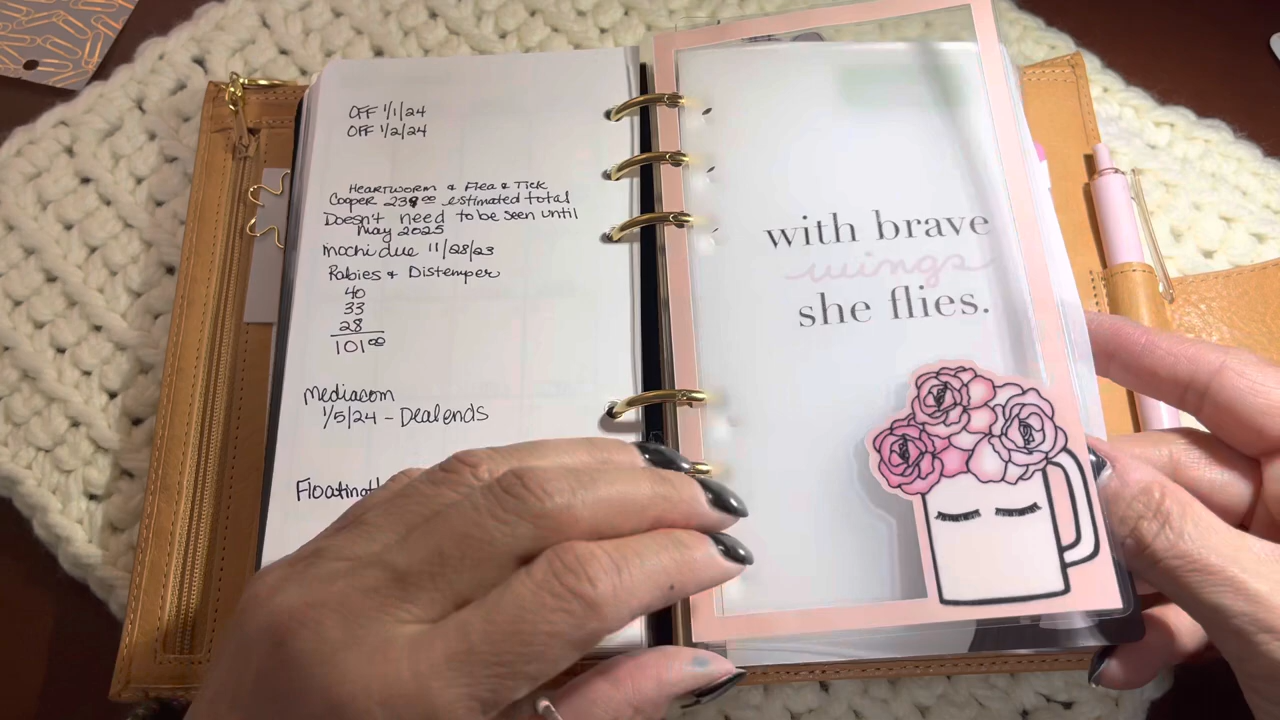 OFF 1/1/24
OFF 1/2/24
HEARTWORM & FLEA & TICK
Cooper 239.00 estimated total
Doesn't need to be seen until
May 2025
mochi due 11/28/23
Rabies & Distemper
40
33
28
101.00
Mediacom
1/5/24 - Deal ends
with brave
wings
she flies.